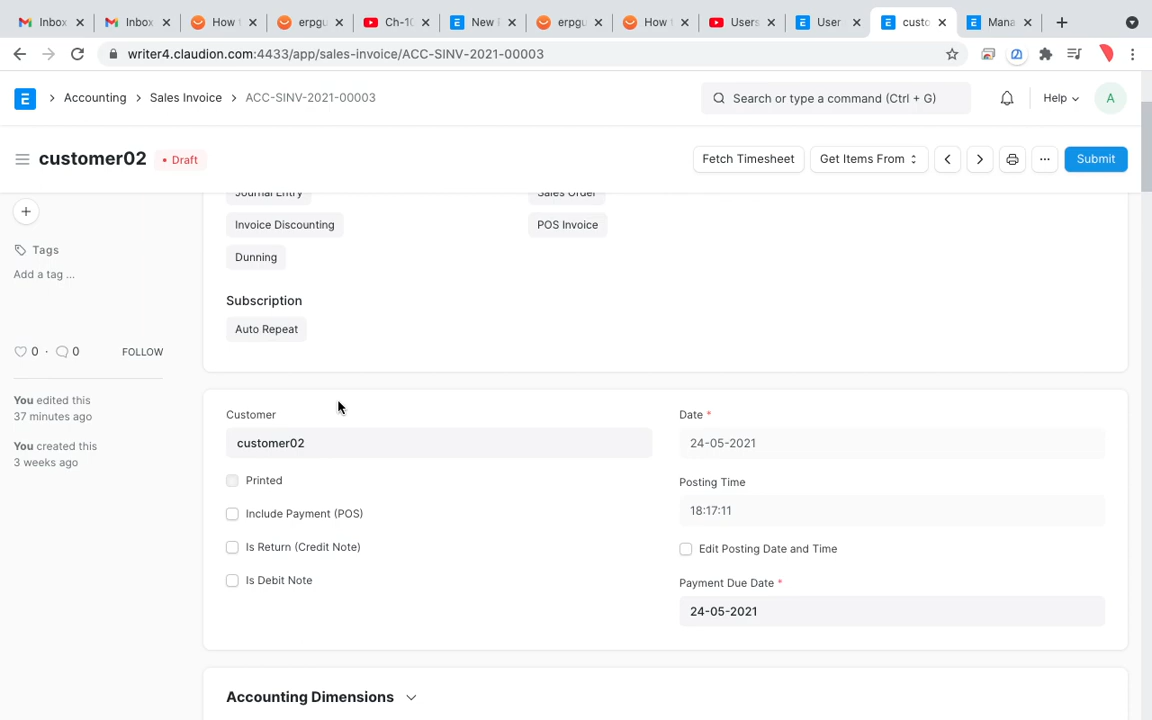 Inbox
Inbox
How t
erpgu
Ch-10
New F
erpgu
How t
Users
User
custo
Mana
writer4.claudion.com:4433/app/sales-invoice/ACC-SINV-2021-00003
E
Accounting
Sales Invoice
ACC-SINV-2021-00003
Search or type a command (Ctrl + G)
Help
A
customer02
Draft
Fetch Timesheet
Get Items From
Submit
Journal Entry
Sales Order
Invoice Discounting
POS Invoice
Tags
Dunning
Add a tag ...
Subscription
Auto Repeat
0 · 0 FOLLOW
You edited this
37 minutes ago
You created this
3 weeks ago
Customer
customer02
Printed
Include Payment (POS)
Is Return (Credit Note)
Is Debit Note
Date *
24-05-2021
Posting Time
18:17:11
Edit Posting Date and Time
Payment Due Date *
24-05-2021
Accounting Dimensions